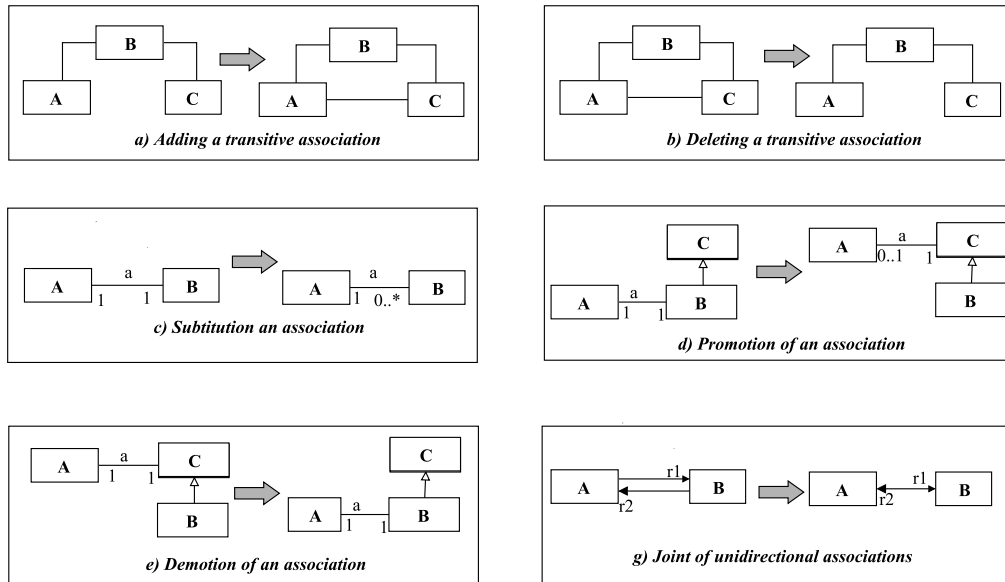 B B
A C A C
a) Adding a transitive association
B B
A C A C
b) Deleting a transitive association
A a B A a B
1 1 1 0..*
c) Subtitution an association
C A a C
0..1 1
A a B B
1 1
d) Promotion of an association
A a C C
1 1
B A a B
1 1
e) Demotion of an association
A r1 B A r1 B
r2 r2
g) Joint of unidirectional associations